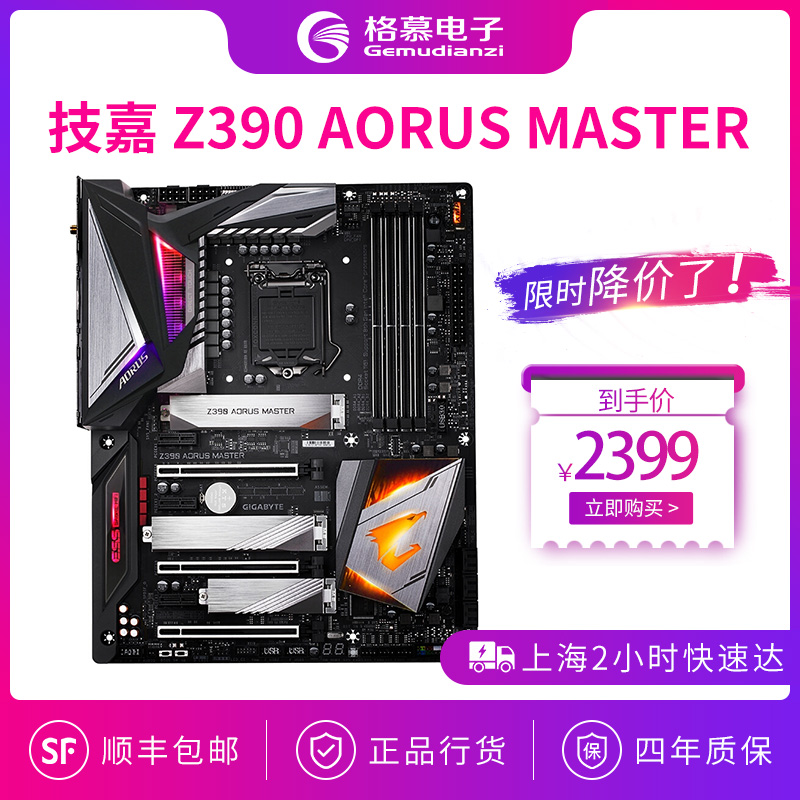 格慕电子
Gemudianzi
技嘉 Z390 AORUS MASTER
限时降价了！
到手价
¥2399
立即购买 >
AORUS
Z390 AORUS MASTER
Z390 AORUS MASTER
GIGABYTE
ESS
上海2小时快速达
SF 顺丰包邮
正品行货
保 四年质保